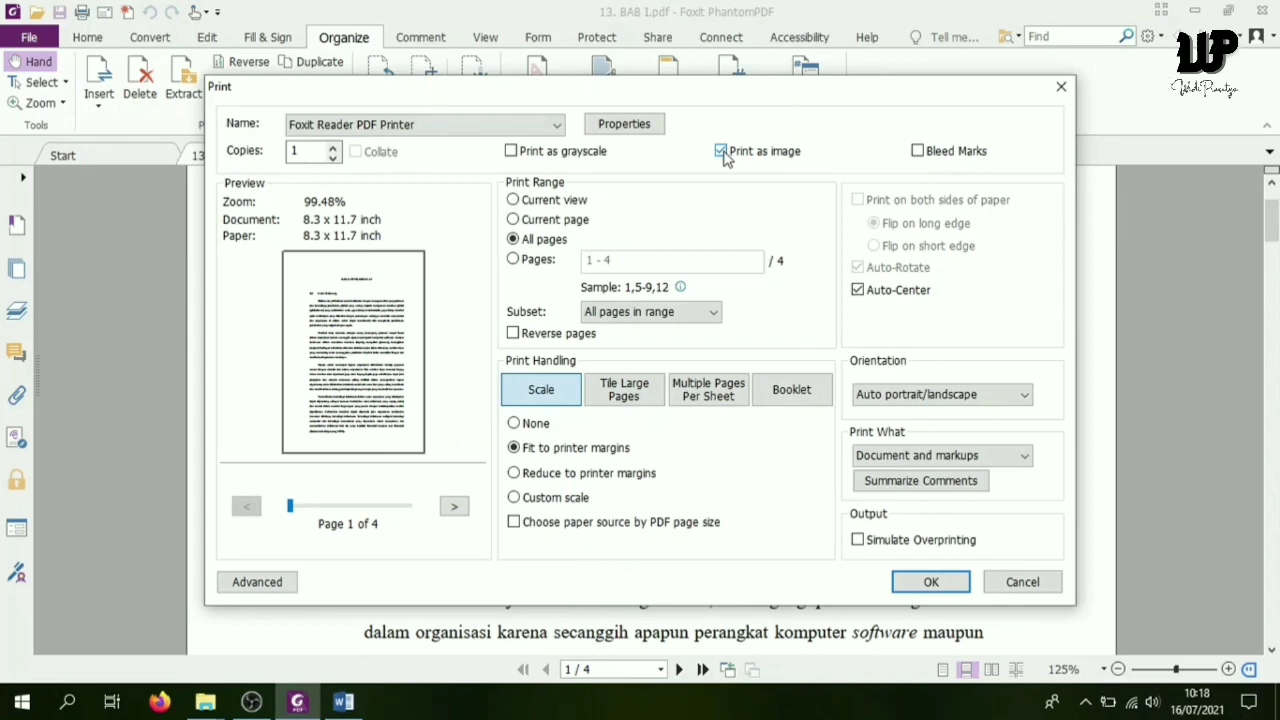 13. BAB I.pdf - Foxit PhantomPDF
File Home Convert Edit Fill & Sign Organize Comment View Form Protect Share Connect Accessibility Help Tell me... Find
Hand
Select
Zoom
Tools
Insert
Delete
Extract
Reverse
Duplicate
Start
13
Print
Name: Foxit Reader PDF Printer Properties
Copies: 1 Collate Print as grayscale Print as image Bleed Marks
Preview
Zoom: 99.48%
Document: 8.3 x 11.7 inch
Paper: 8.3 x 11.7 inch
< >
Page 1 of 4
Print Range
Current view
Current page
All pages
Pages: 1 - 4 / 4
Sample: 1,5-9,12
Subset: All pages in range
Reverse pages
Print Handling
Scale
Tile Large Pages
Multiple Pages Per Sheet
Booklet
None
Fit to printer margins
Reduce to printer margins
Custom scale
Choose paper source by PDF page size
Print on both sides of paper
Flip on long edge
Flip on short edge
Auto-Rotate
Auto-Center
Orientation
Auto portrait/landscape
Print What
Document and markups
Summarize Comments
Output
Simulate Overprinting
Advanced OK Cancel
dalam organisasi karena secanggih apapun perangkat komputer software maupun
1 / 4
125%
10:18
16/07/2021